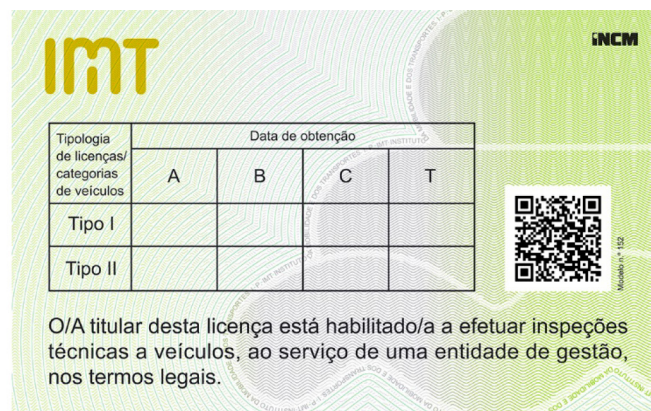 IMT
INCM
Tipologia
de licenças/
categorias
de veículos
Data de obtenção
A B C T
Tipo I
Tipo II
Modelo n.º 152
O/A titular desta licença está habilitado/a a efetuar inspeções
técnicas a veículos, ao serviço de uma entidade de gestão,
nos termos legais.